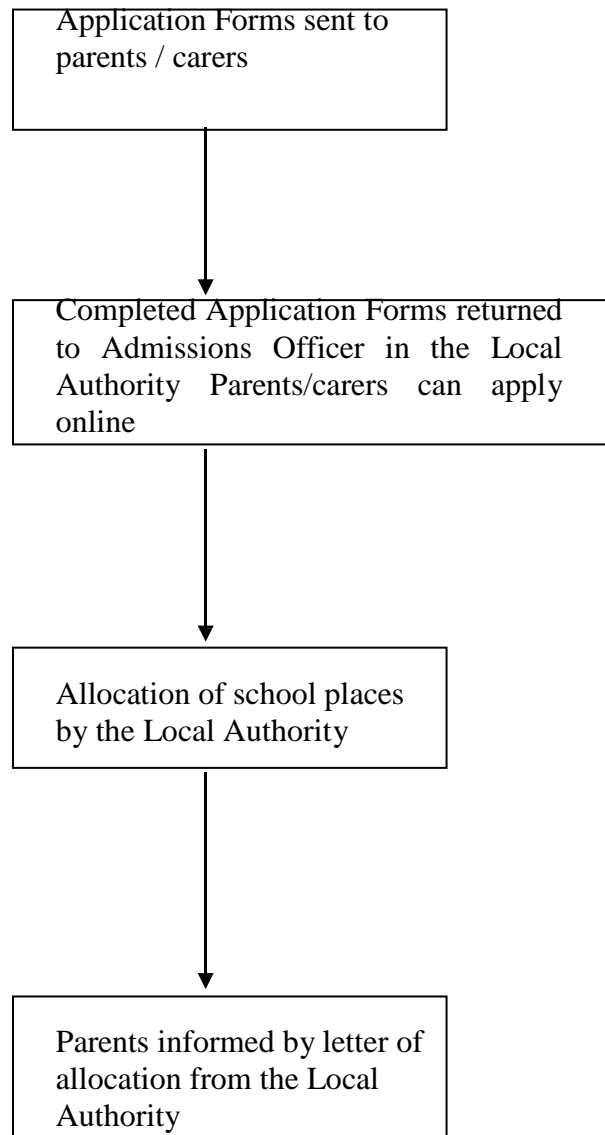 Application Forms sent to
parents / carers
Completed Application Forms returned
to Admissions Officer in the Local
Authority Parents/carers can apply
online
Allocation of school places
by the Local Authority
Parents informed by letter of
allocation from the Local
Authority